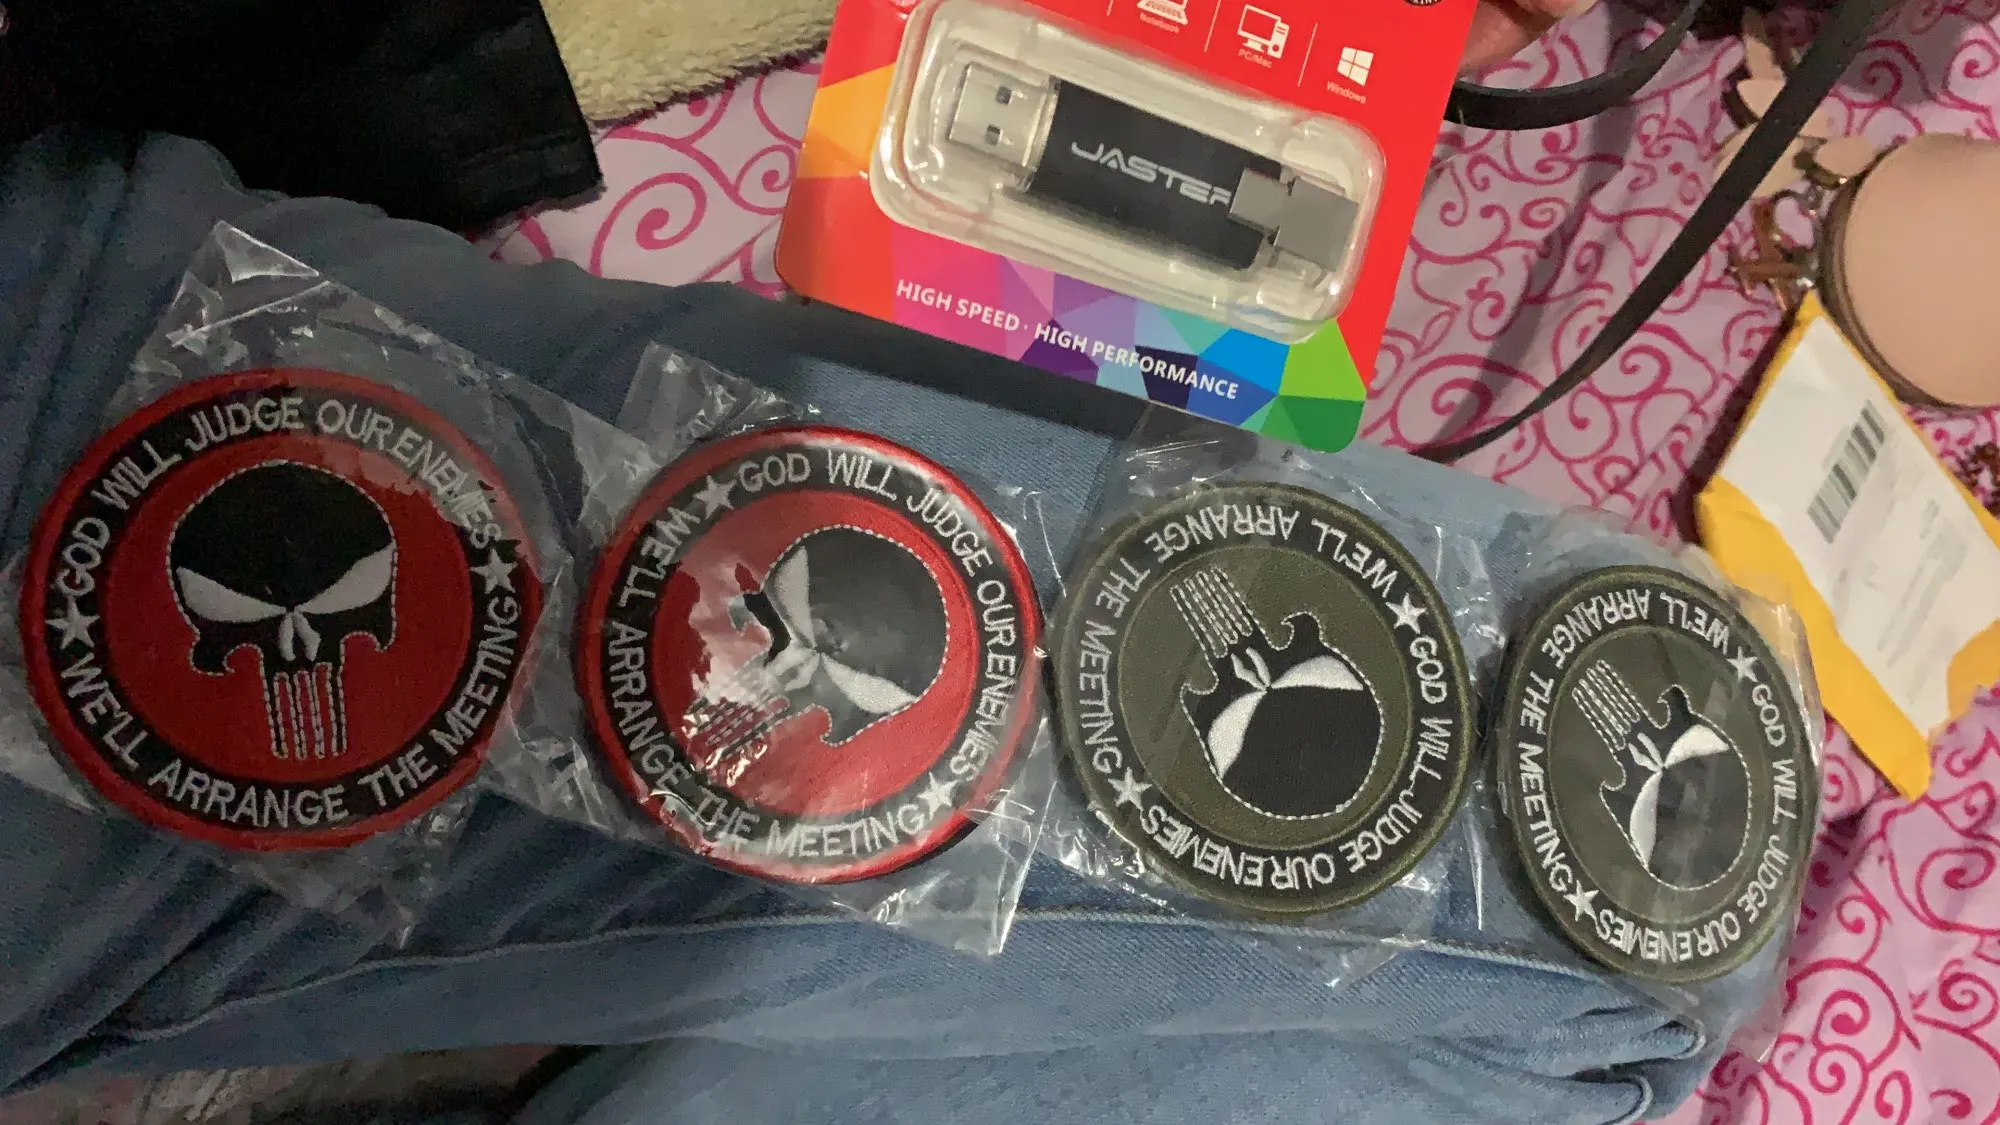 Notebook
PC/Mac
Windows
JASTER
HIGH SPEED · HIGH PERFORMANCE
★ GOD WILL JUDGE OUR ENEMIES ★
WE'LL ARRANGE THE MEETING
★ GOD WILL JUDGE OUR ENEMIES ★
WE'LL ARRANGE THE MEETING
★ GOD WILL JUDGE OUR ENEMIES ★
WE'LL ARRANGE THE MEETING
★ GOD WILL JUDGE OUR ENEMIES ★
WE'LL ARRANGE THE MEETING